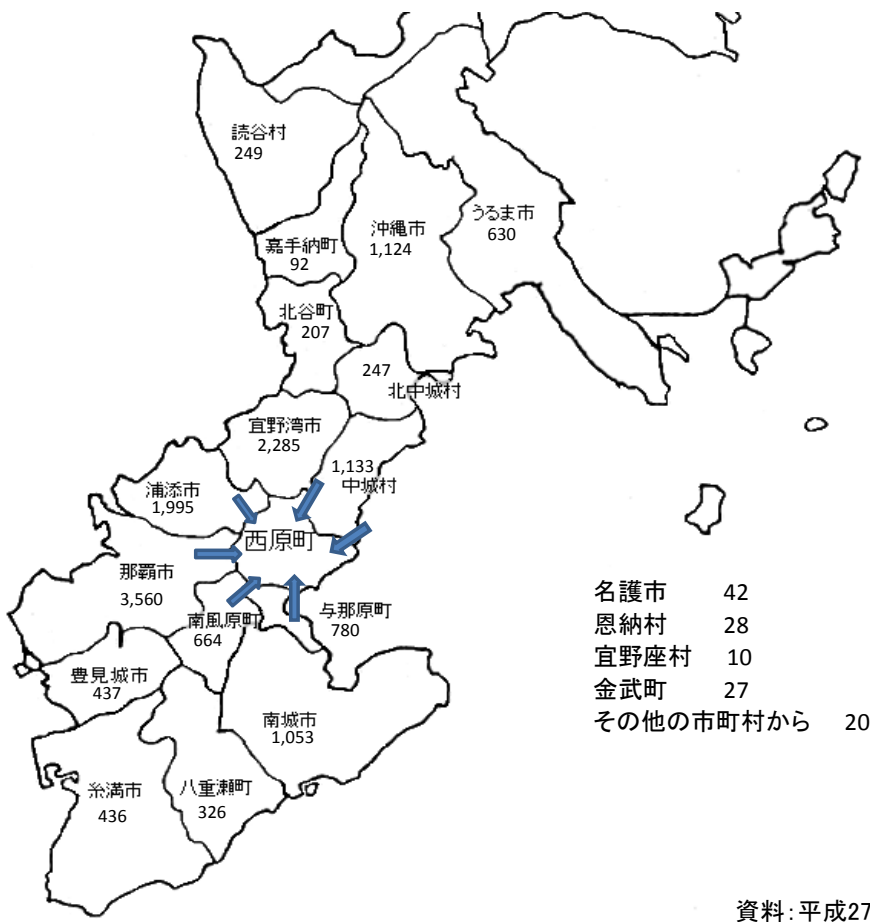 読谷村
249
沖縄市
1,124
うるま市
630
嘉手納町
92
北谷町
207
247
北中城村
宜野湾市
2,285
1,133
中城村
浦添市
1,995
西原町
那覇市
3,560
南風原町
664
与那原町
780
豊見城市
437
南城市
1,053
糸満市
436
八重瀬町
326
名護市 42
恩納村 28
宜野座村 10
金武町 27
その他の市町村から 20
資料：平成27